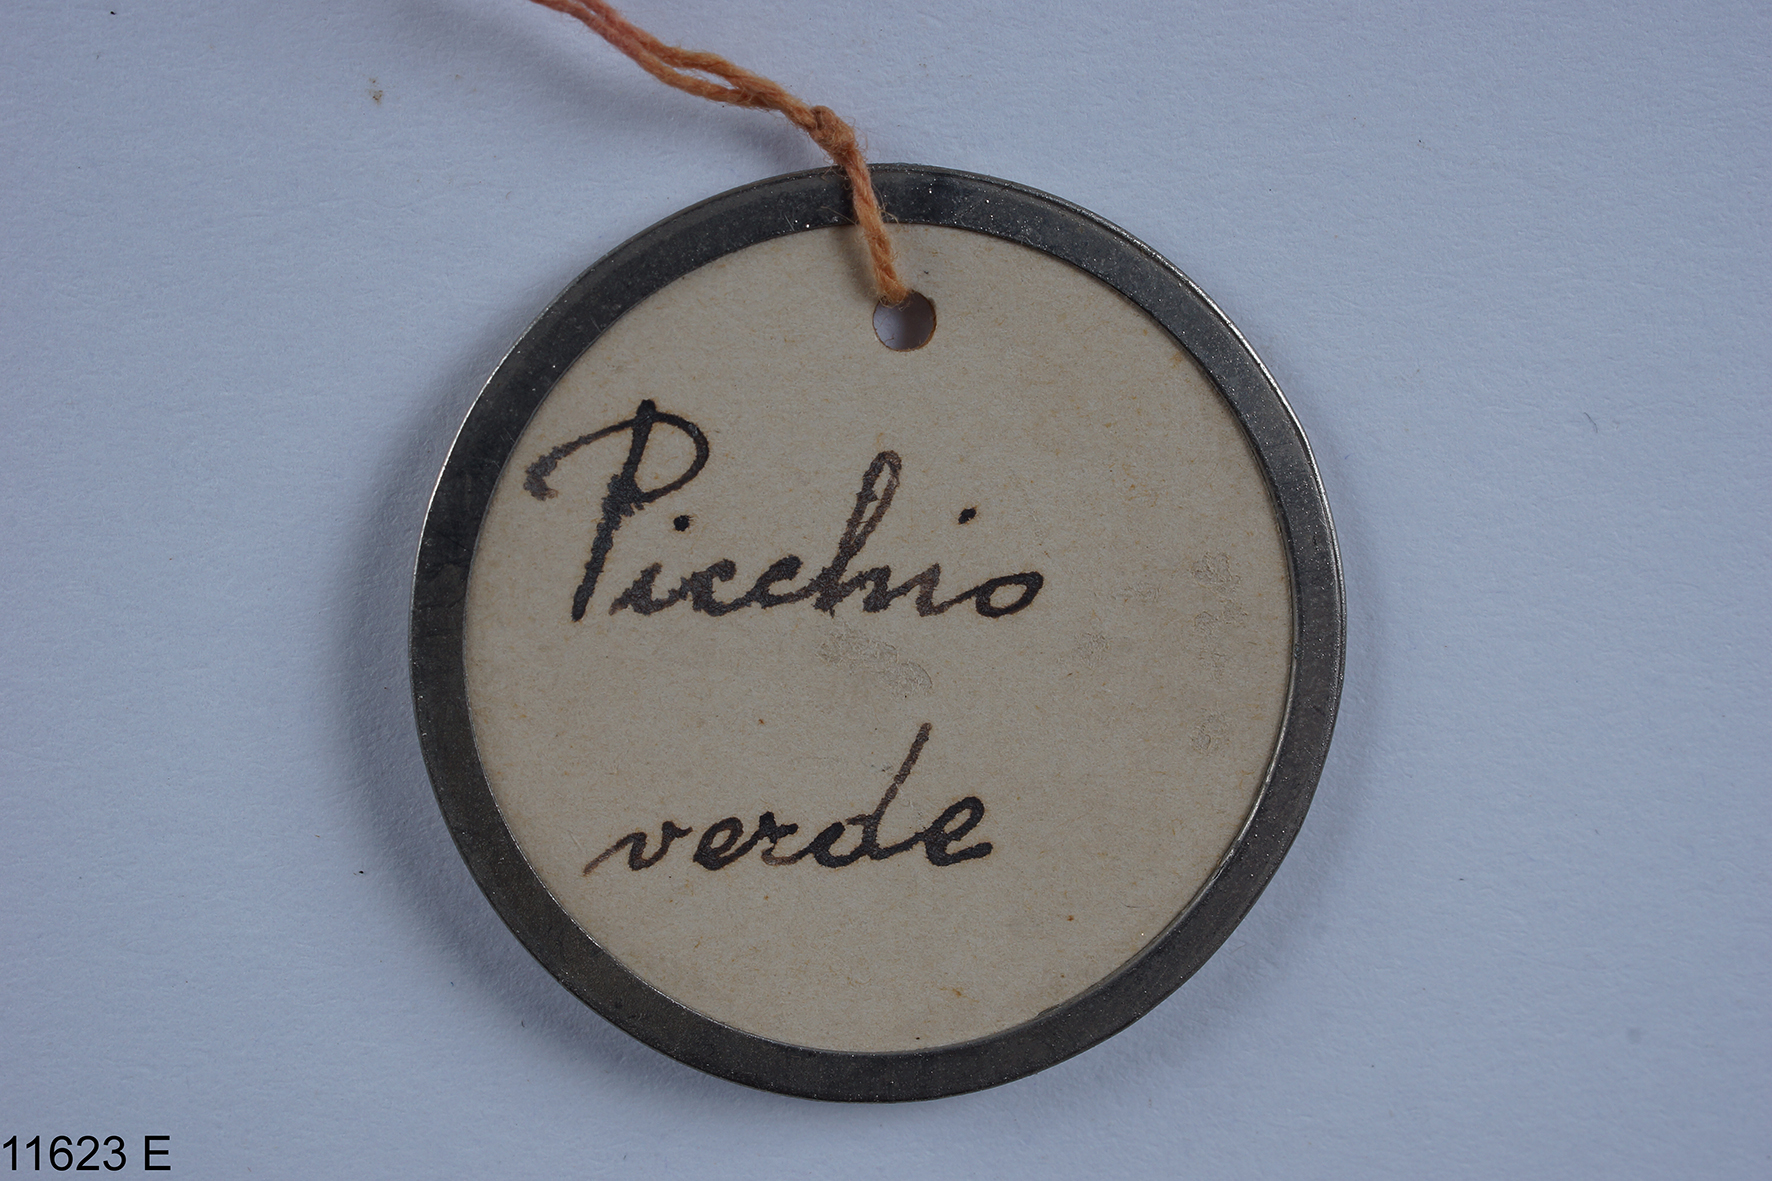 Picchio
verde
11623 E